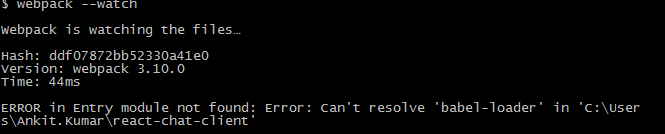 $ webpack --watch
Webpack is watching the files…
Hash: ddf07872bb52330a41e0
Version: webpack 3.10.0
Time: 44ms
ERROR in Entry module not found: Error: Can't resolve 'babel-loader' in 'C:\User
s\Ankit.Kumar\react-chat-client'